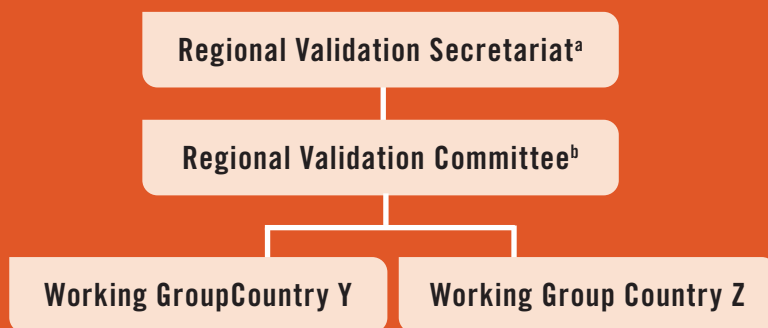 Regional Validation Secretariatᵃ
Regional Validation Committeeᵇ
Working GroupCountry Y
Working Group Country Z